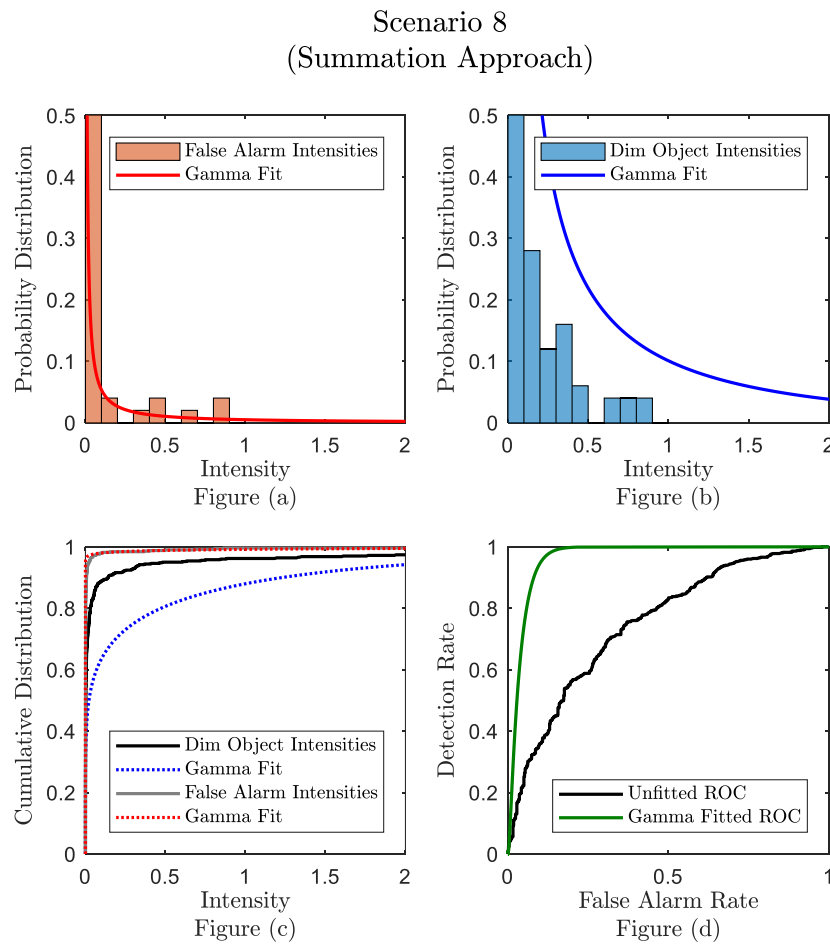 Scenario 8
(Summation Approach)
0.5
0.4
0.3
0.2
0.1
0
0
0.5
1
1.5
2
Probability Distribution
False Alarm Intensities
Gamma Fit
Intensity
Figure (a)
0.5
0.4
0.3
0.2
0.1
0
0
0.5
1
1.5
2
Probability Distribution
Dim Object Intensities
Gamma Fit
Intensity
Figure (b)
1
0.8
0.6
0.4
0.2
0
0
0.5
1
1.5
2
Cumulative Distribution
Dim Object Intensities
Gamma Fit
False Alarm Intensities
Gamma Fit
Intensity
Figure (c)
1
0.8
0.6
0.4
0.2
0
0
0.5
1
Detection Rate
Unfitted ROC
Gamma Fitted ROC
False Alarm Rate
Figure (d)